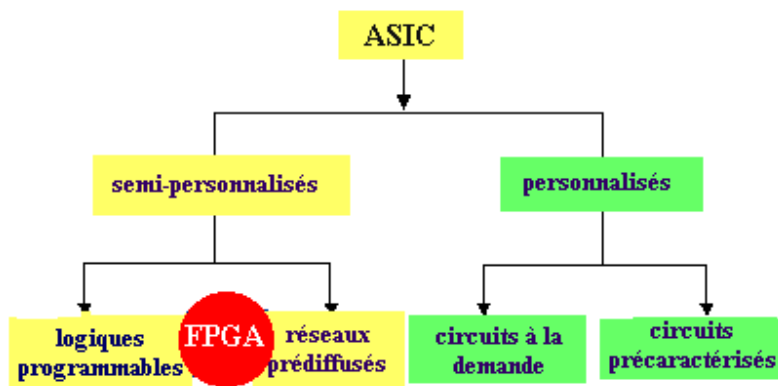 ASIC
semi-personnalisés
personnalisés
logiques
programmables
FPGA
réseaux
prédiffusés
circuits à la
demande
circuits
précaractérisés